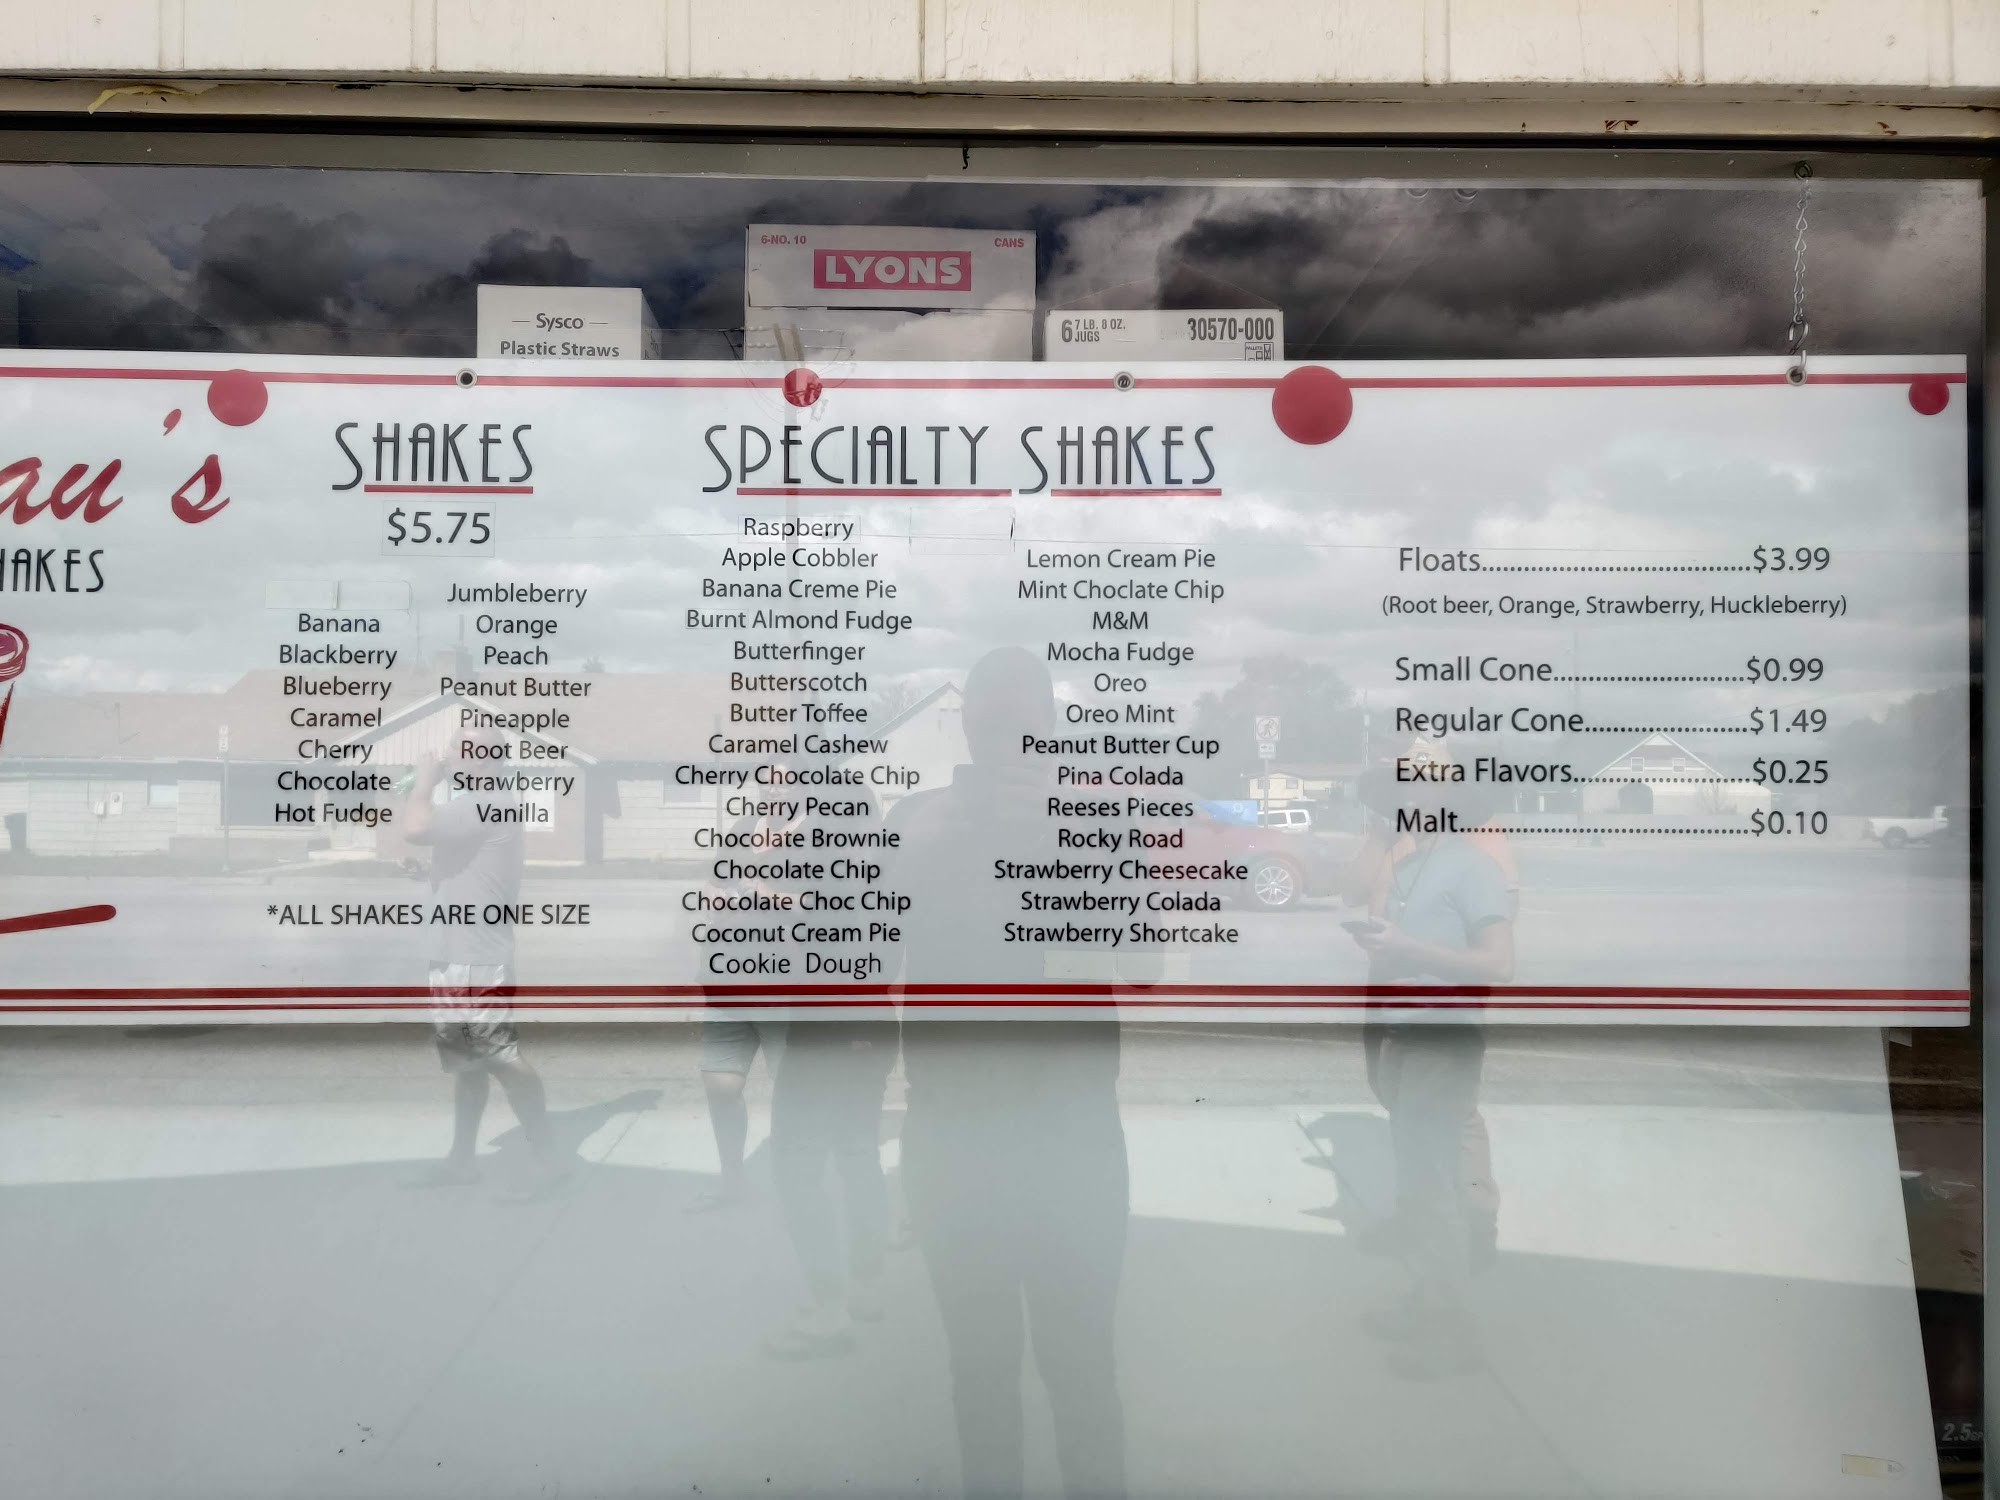 6-NO. 10 CANS
LYONS
Sysco
Plastic Straws
6 7 LB. 8 OZ. JUGS 30570-000
au's
HAKES
SHAKES
$5.75
Banana
Blackberry
Blueberry
Caramel
Cherry
Chocolate
Hot Fudge
Jumbleberry
Orange
Peach
Peanut Butter
Pineapple
Root Beer
Strawberry
Vanilla
*ALL SHAKES ARE ONE SIZE
SPECIALTY SHAKES
Raspberry
Apple Cobbler
Banana Creme Pie
Burnt Almond Fudge
Butterfinger
Butterscotch
Butter Toffee
Caramel Cashew
Cherry Chocolate Chip
Cherry Pecan
Chocolate Brownie
Chocolate Chip
Chocolate Choc Chip
Coconut Cream Pie
Cookie Dough
Lemon Cream Pie
Mint Choclate Chip
M&M
Mocha Fudge
Oreo
Oreo Mint
Peanut Butter Cup
Pina Colada
Reeses Pieces
Rocky Road
Strawberry Cheesecake
Strawberry Colada
Strawberry Shortcake
Floats......................................$3.99
(Root beer, Orange, Strawberry, Huckleberry)
Small Cone...........................$0.99
Regular Cone.......................$1.49
Extra Flavors.........................$0.25
Malt.........................................$0.10
2.5